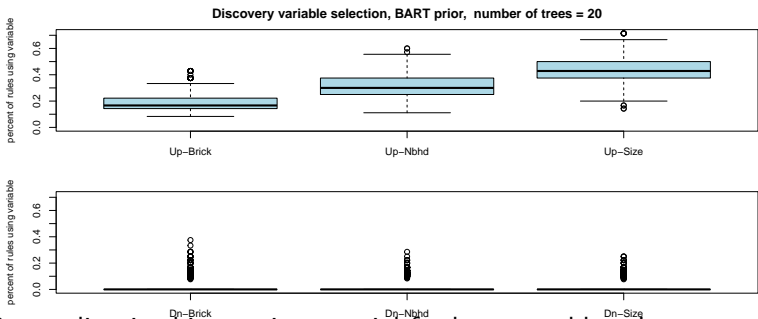 Discovery variable selection, BART prior, number of trees = 20
percent of rules using variable
0.0 0.2 0.4 0.6
Up−Brick Up−Nbhd Up−Size
percent of rules using variable
0.0 0.2 0.4 0.6
Dn−Brick Dn−Nbhd Dn−Size